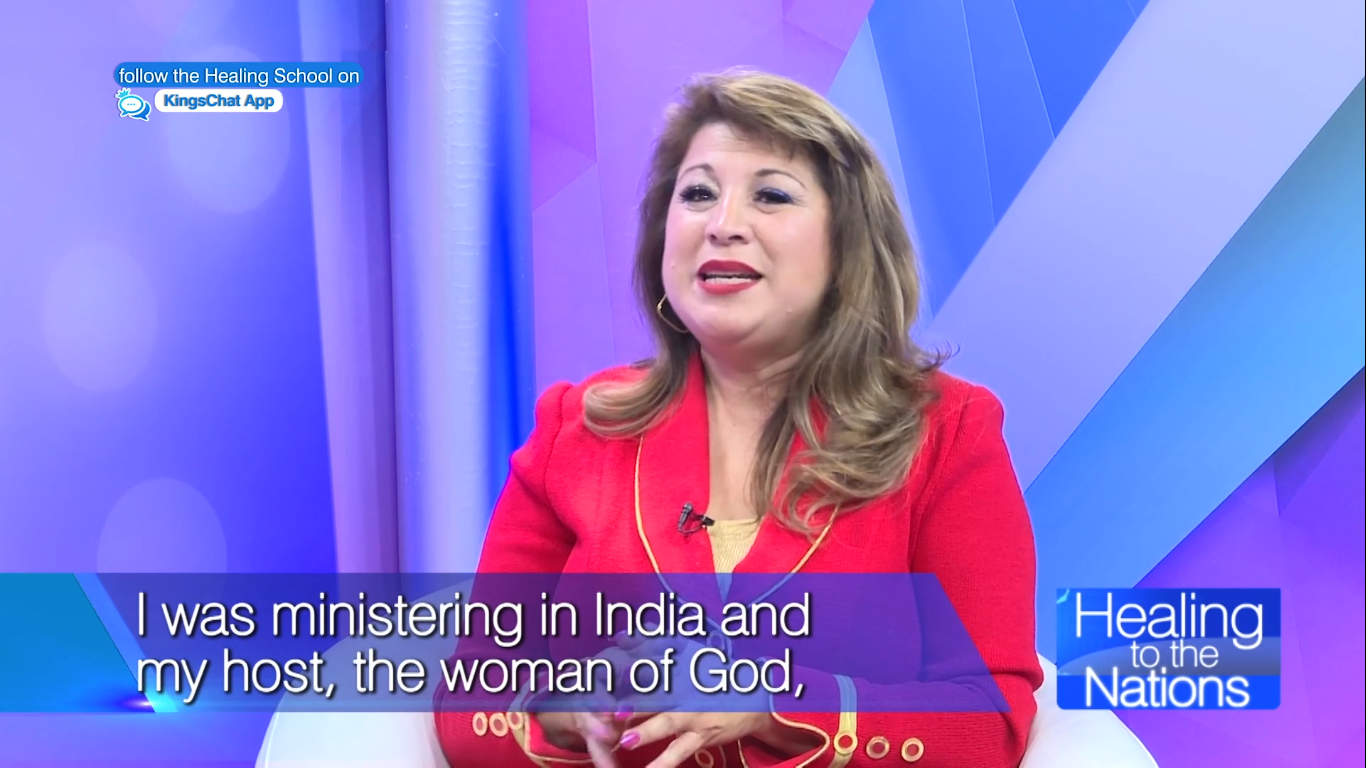 follow the Healing School on
KingsChat App
I was ministering in India and
my host, the woman of God,
Healing
to the
Nations